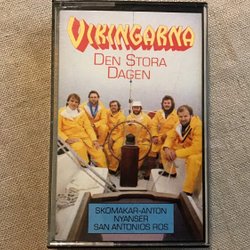 VIKINGARNA
DEN STORA
DAGEN
SKOMAKAR-ANTON
NYANSER
SAN ANTONIOS ROS